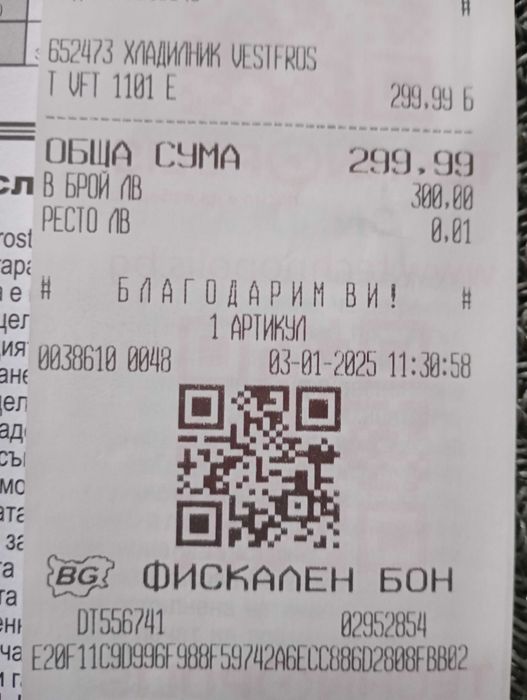 #
652473 ХЛАДИЛНИК VESTFROS
T VFT 1101 E
299.99 Б
ОБЩА СУМА 299.99
В БРОЙ ЛВ 300.00
РЕСТО ЛВ 0.01
# БЛАГОДАРИМ ВИ! #
1 АРТИКУЛ
0038610 0048 03-01-2025 11:30:58
BG ФИСКАЛЕН БОН
DT556741 02952854
E20F11C9D996F988F59742A6ECC886D2808FBB02